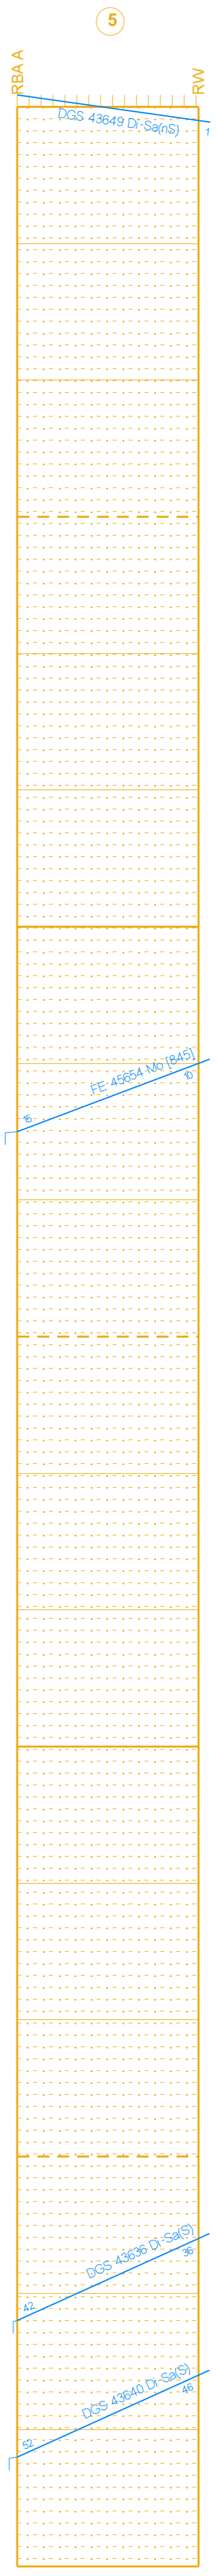 5
RBA A
RW
DGS 43649 Di-Sa(nS)
1
FE 45654 Mo [845]
10
15
DGS 43636 Di-Sa(S)
36
42
DGS 43640 Di-Sa(S)
46
52